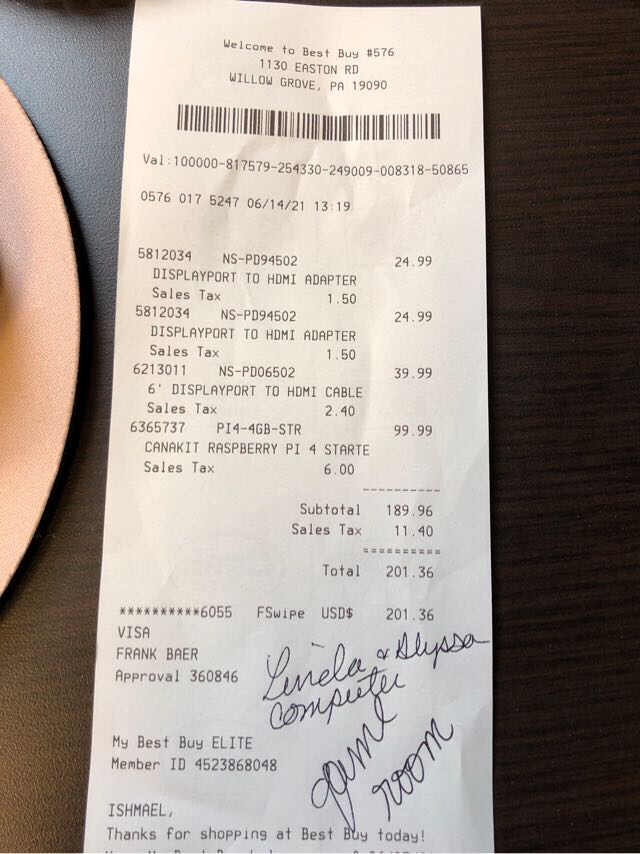 Welcome to Best Buy #576
1130 EASTON RD
WILLOW GROVE, PA 19090
Val:100000-817579-254330-249009-008318-50865
0576 017 5247 06/14/21 13:19
5812034 NS-PD94502 24.99
DISPLAYPORT TO HDMI ADAPTER
Sales Tax 1.50
5812034 NS-PD94502 24.99
DISPLAYPORT TO HDMI ADAPTER
Sales Tax 1.50
6213011 NS-PD06502 39.99
6' DISPLAYPORT TO HDMI CABLE
Sales Tax 2.40
6365737 PI4-4GB-STR 99.99
CANAKIT RASPBERRY PI 4 STARTE
Sales Tax 6.00
----------
Subtotal 189.96
Sales Tax 11.40
==========
Total 201.36
**********6055 FSwipe USD$ 201.36
VISA
FRANK BAER
Approval 360846
Linda & Alyssa
computer
game
room
My Best Buy ELITE
Member ID 4523868048
ISHMAEL,
Thanks for shopping at Best Buy today!